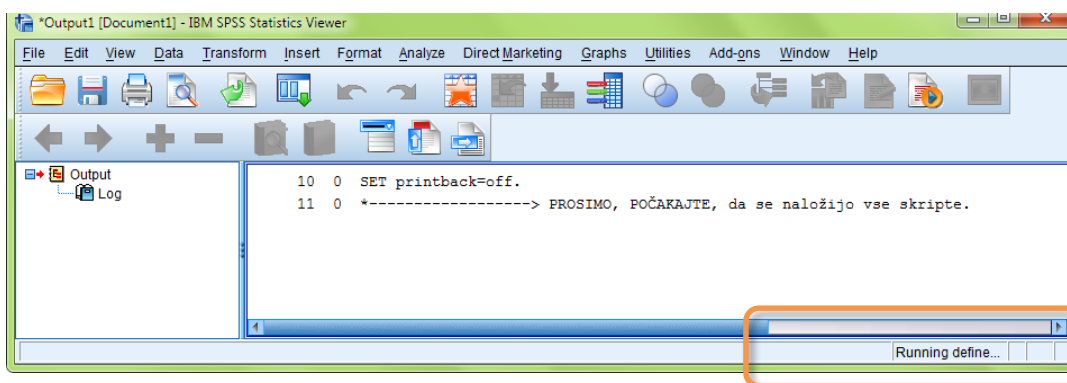 *Output1 [Document1] - IBM SPSS Statistics Viewer
File Edit View Data Transform Insert Format Analyze Direct Marketing Graphs Utilities Add-ons Window Help
Output
Log
10 0 SET printback=off.
11 0 *------------------> PROSIMO, POČAKAJTE, da se naložijo vse skripte.
Running define...